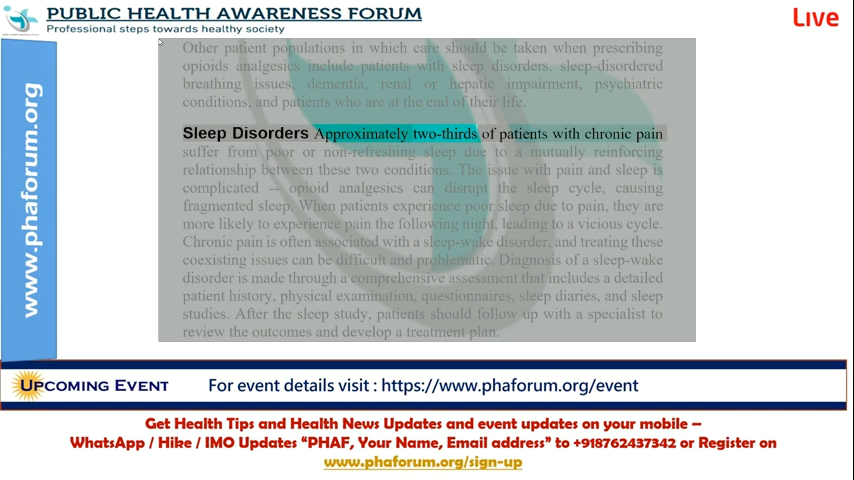 PUBLIC HEALTH AWARENESS FORUM
Professional steps towards healthy society
Live
www.phaforum.org
Other patient populations in which care should be taken when prescribing
opioids analgesics include patients with sleep disorders, sleep-disordered
breathing issues, dementia, renal or hepatic impairment, psychiatric
conditions, and patients who are at the end of their life.
Sleep Disorders Approximately two-thirds of patients with chronic pain
suffer from poor or non-refreshing sleep due to a mutually reinforcing
relationship between these two conditions. The issue with pain and sleep is
complicated -- opioid analgesics can disrupt the sleep cycle, causing
fragmented sleep. When patients experience poor sleep due to pain, they are
more likely to experience pain the following night, leading to a vicious cycle.
Chronic pain is often associated with a sleep-wake disorder, and treating these
coexisting issues can be difficult and problematic. Diagnosis of a sleep-wake
disorder is made through a comprehensive assessment that includes a detailed
patient history, physical examination, questionnaires, sleep diaries, and sleep
studies. After the sleep study, patients should follow up with a specialist to
review the outcomes and develop a treatment plan.
UPCOMING EVENT For event details visit : https://www.phaforum.org/event
Get Health Tips and Health News Updates and event updates on your mobile –
WhatsApp / Hike / IMO Updates “PHAF, Your Name, Email address” to +918762437342 or Register on
www.phaforum.org/sign-up